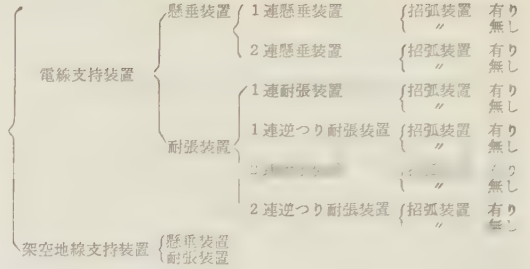 懸垂装置 1連懸垂装置 招弧装置 有り
〃 無し
2連懸垂装置 招弧装置 有り
〃 無し
電線支持装置
1連耐張装置 招弧装置 有り
〃 無し
耐張装置 1連逆つり耐張装置 招弧装置 有り
〃 無し
〃 無し
2連逆つり耐張装置 招弧装置 有り
〃
架空地線支持装置 懸垂装置
耐張装置